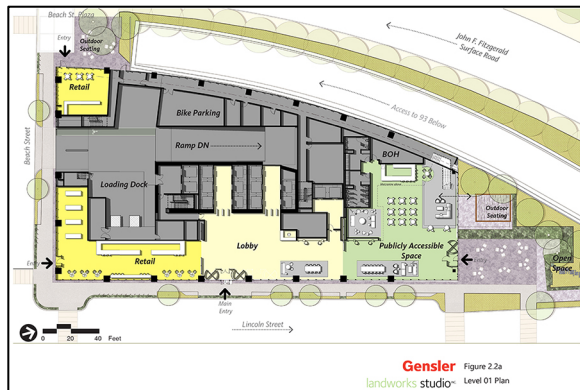 Beach St. Plaza
Entry
Outdoor
Seating
John F. Fitzgerald
Surface Road
Retail
Access to 93 Below
Bike Parking
Beach Street
Ramp DN
BOH
Loading Dock
Outdoor
Seating
Lobby
Publicly Accessible
Space
Entry
Retail
Entry
Open
Space
Main
Entry
0 20 40 Feet
Lincoln Street
Gensler Figure 2.2a
landworks studio Level 01 Plan